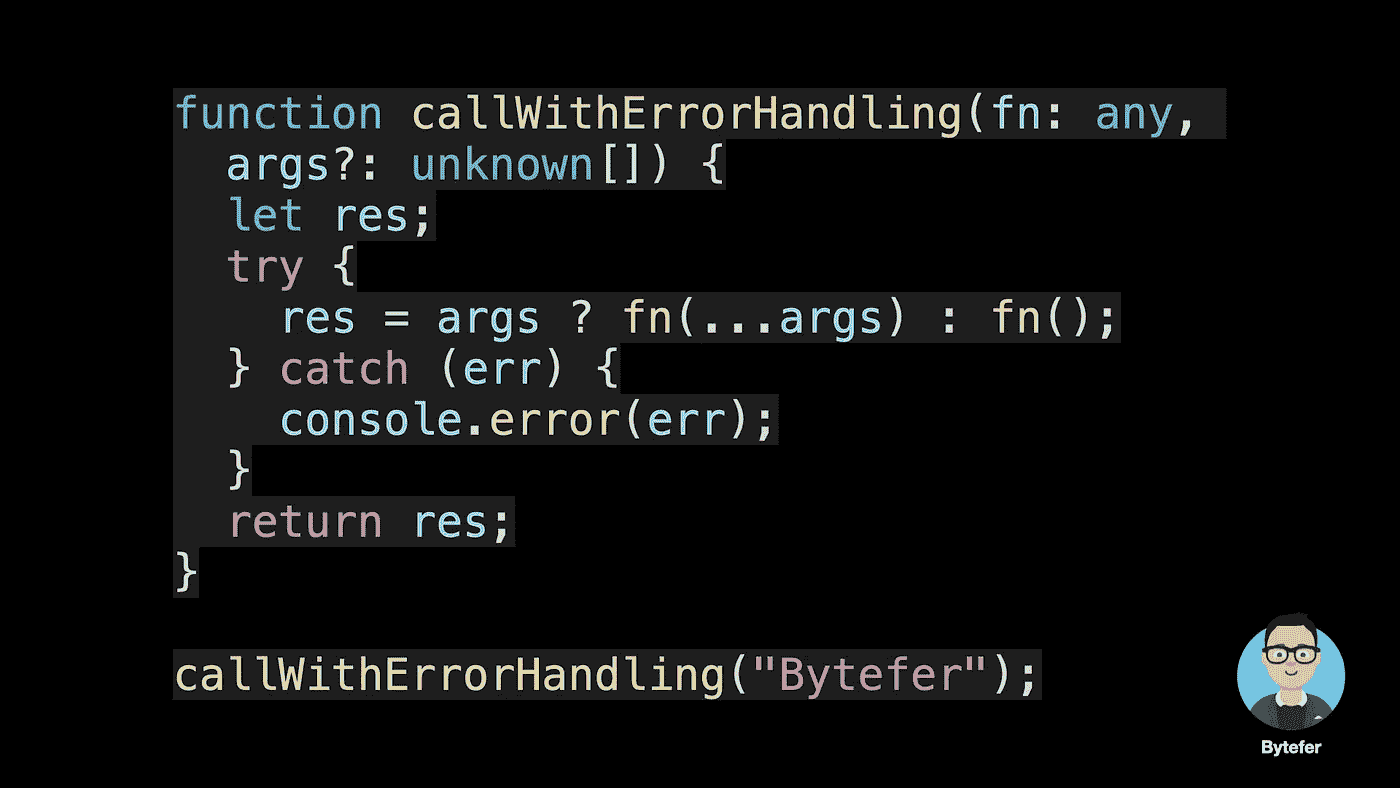 function callWithErrorHandling(fn: any,
  args?: unknown[]) {
  let res;
  try {
    res = args ? fn(...args) : fn();
  } catch (err) {
    console.error(err);
  }
  return res;
}
callWithErrorHandling("Bytefer");
Bytefer